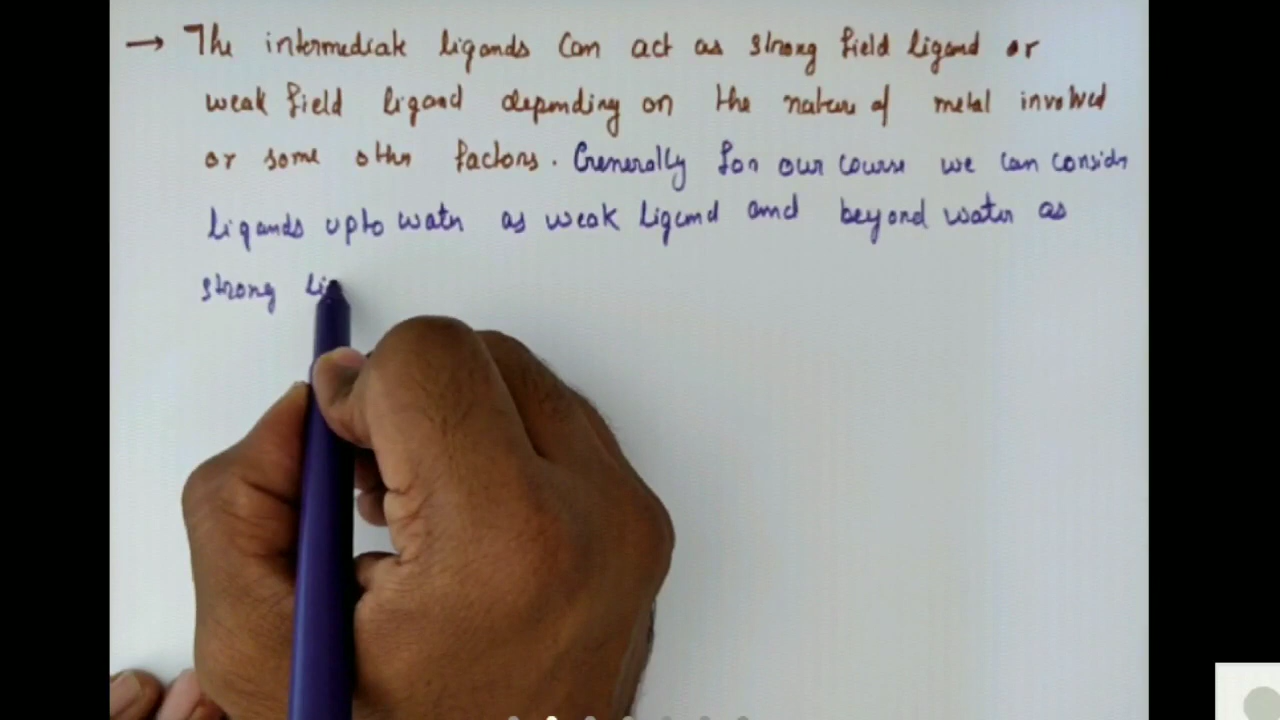 → The intermediate ligands can act as strong field ligand or
weak field ligand depending on the nature of metal involved
or some other factors. Generally for our course we can consider
ligands upto water as weak ligand and beyond water as
strong li